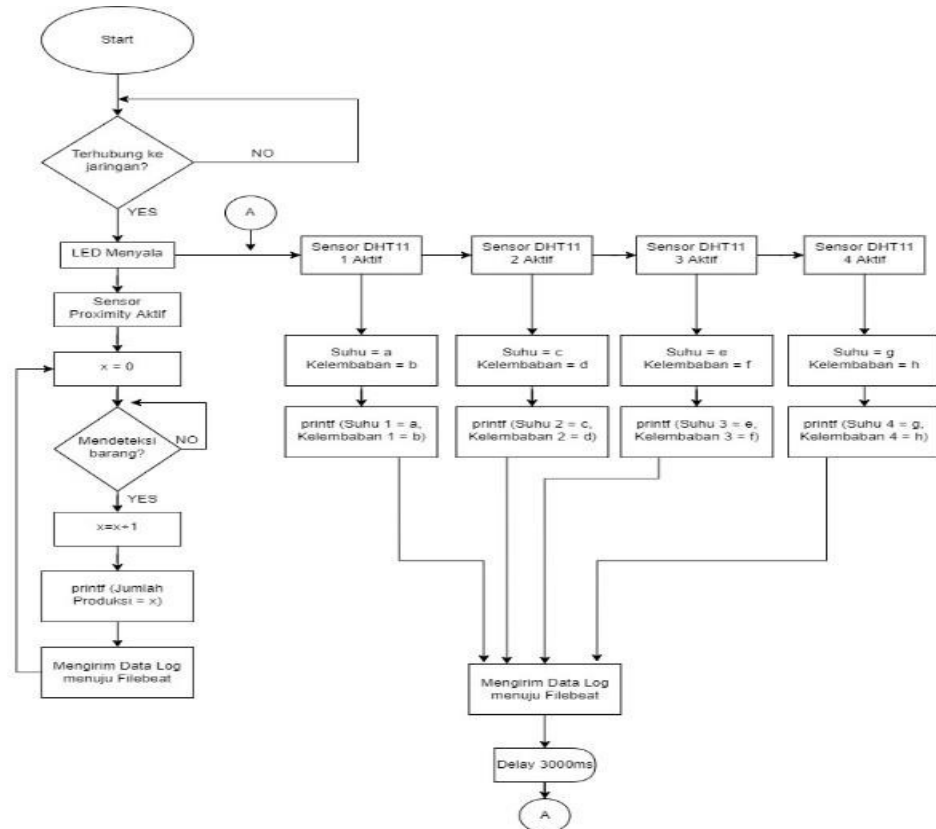 Start
Terhubung ke
jaringan?
NO
YES
LED Menyala
Sensor
Proximity Aktif
x = 0
Mendeteksi
barang?
NO
YES
x=x+1
printf (Jumlah
Produksi = x)
Mengirim Data Log
menuju Filebeat
A
Sensor DHT11
1 Aktif
Sensor DHT11
2 Aktif
Sensor DHT11
3 Aktif
Sensor DHT11
4 Aktif
Suhu = a
Kelembaban = b
Suhu = c
Kelembaban = d
Suhu = e
Kelembaban = f
Suhu = g
Kelembaban = h
printf (Suhu 1 = a,
Kelembaban 1 = b)
printf (Suhu 2 = c,
Kelembaban 2 = d)
printf (Suhu 3 = e,
Kelembaban 3 = f)
printf (Suhu 4 = g,
Kelembaban 4 = h)
Mengirim Data Log
menuju Filebeat
Delay 3000ms
A